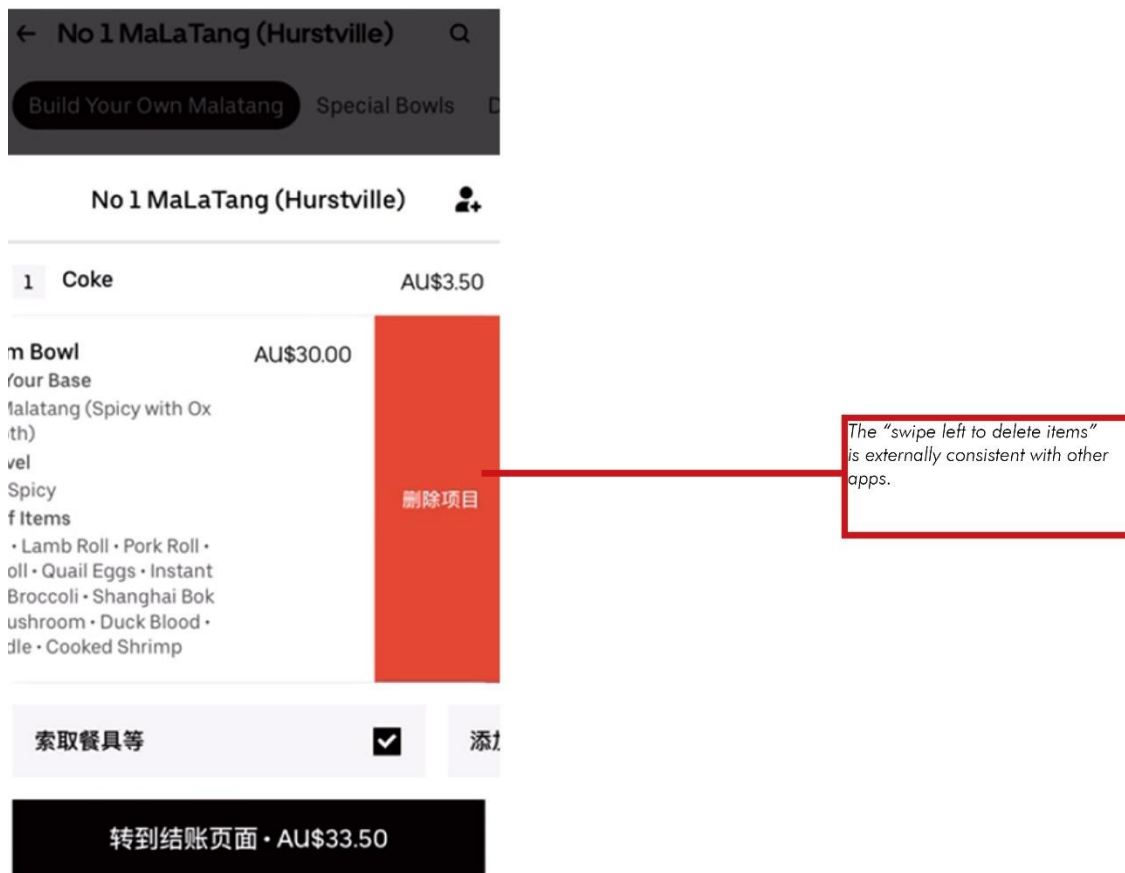 ← No 1 MaLaTang (Hurstville)
Build Your Own Malatang Special Bowls D
No 1 MaLaTang (Hurstville)
1 Coke AU$3.50
m Bowl AU$30.00
Your Base
Malatang (Spicy with Ox
th)
vel
Spicy
f Items
• Lamb Roll • Pork Roll •
oll • Quail Eggs • Instant
Broccoli • Shanghai Bok
ushroom • Duck Blood •
dle • Cooked Shrimp
删除项目
The “swipe left to delete items”
is externally consistent with other
apps.
索取餐具等 添加
转到结账页面 • AU$33.50